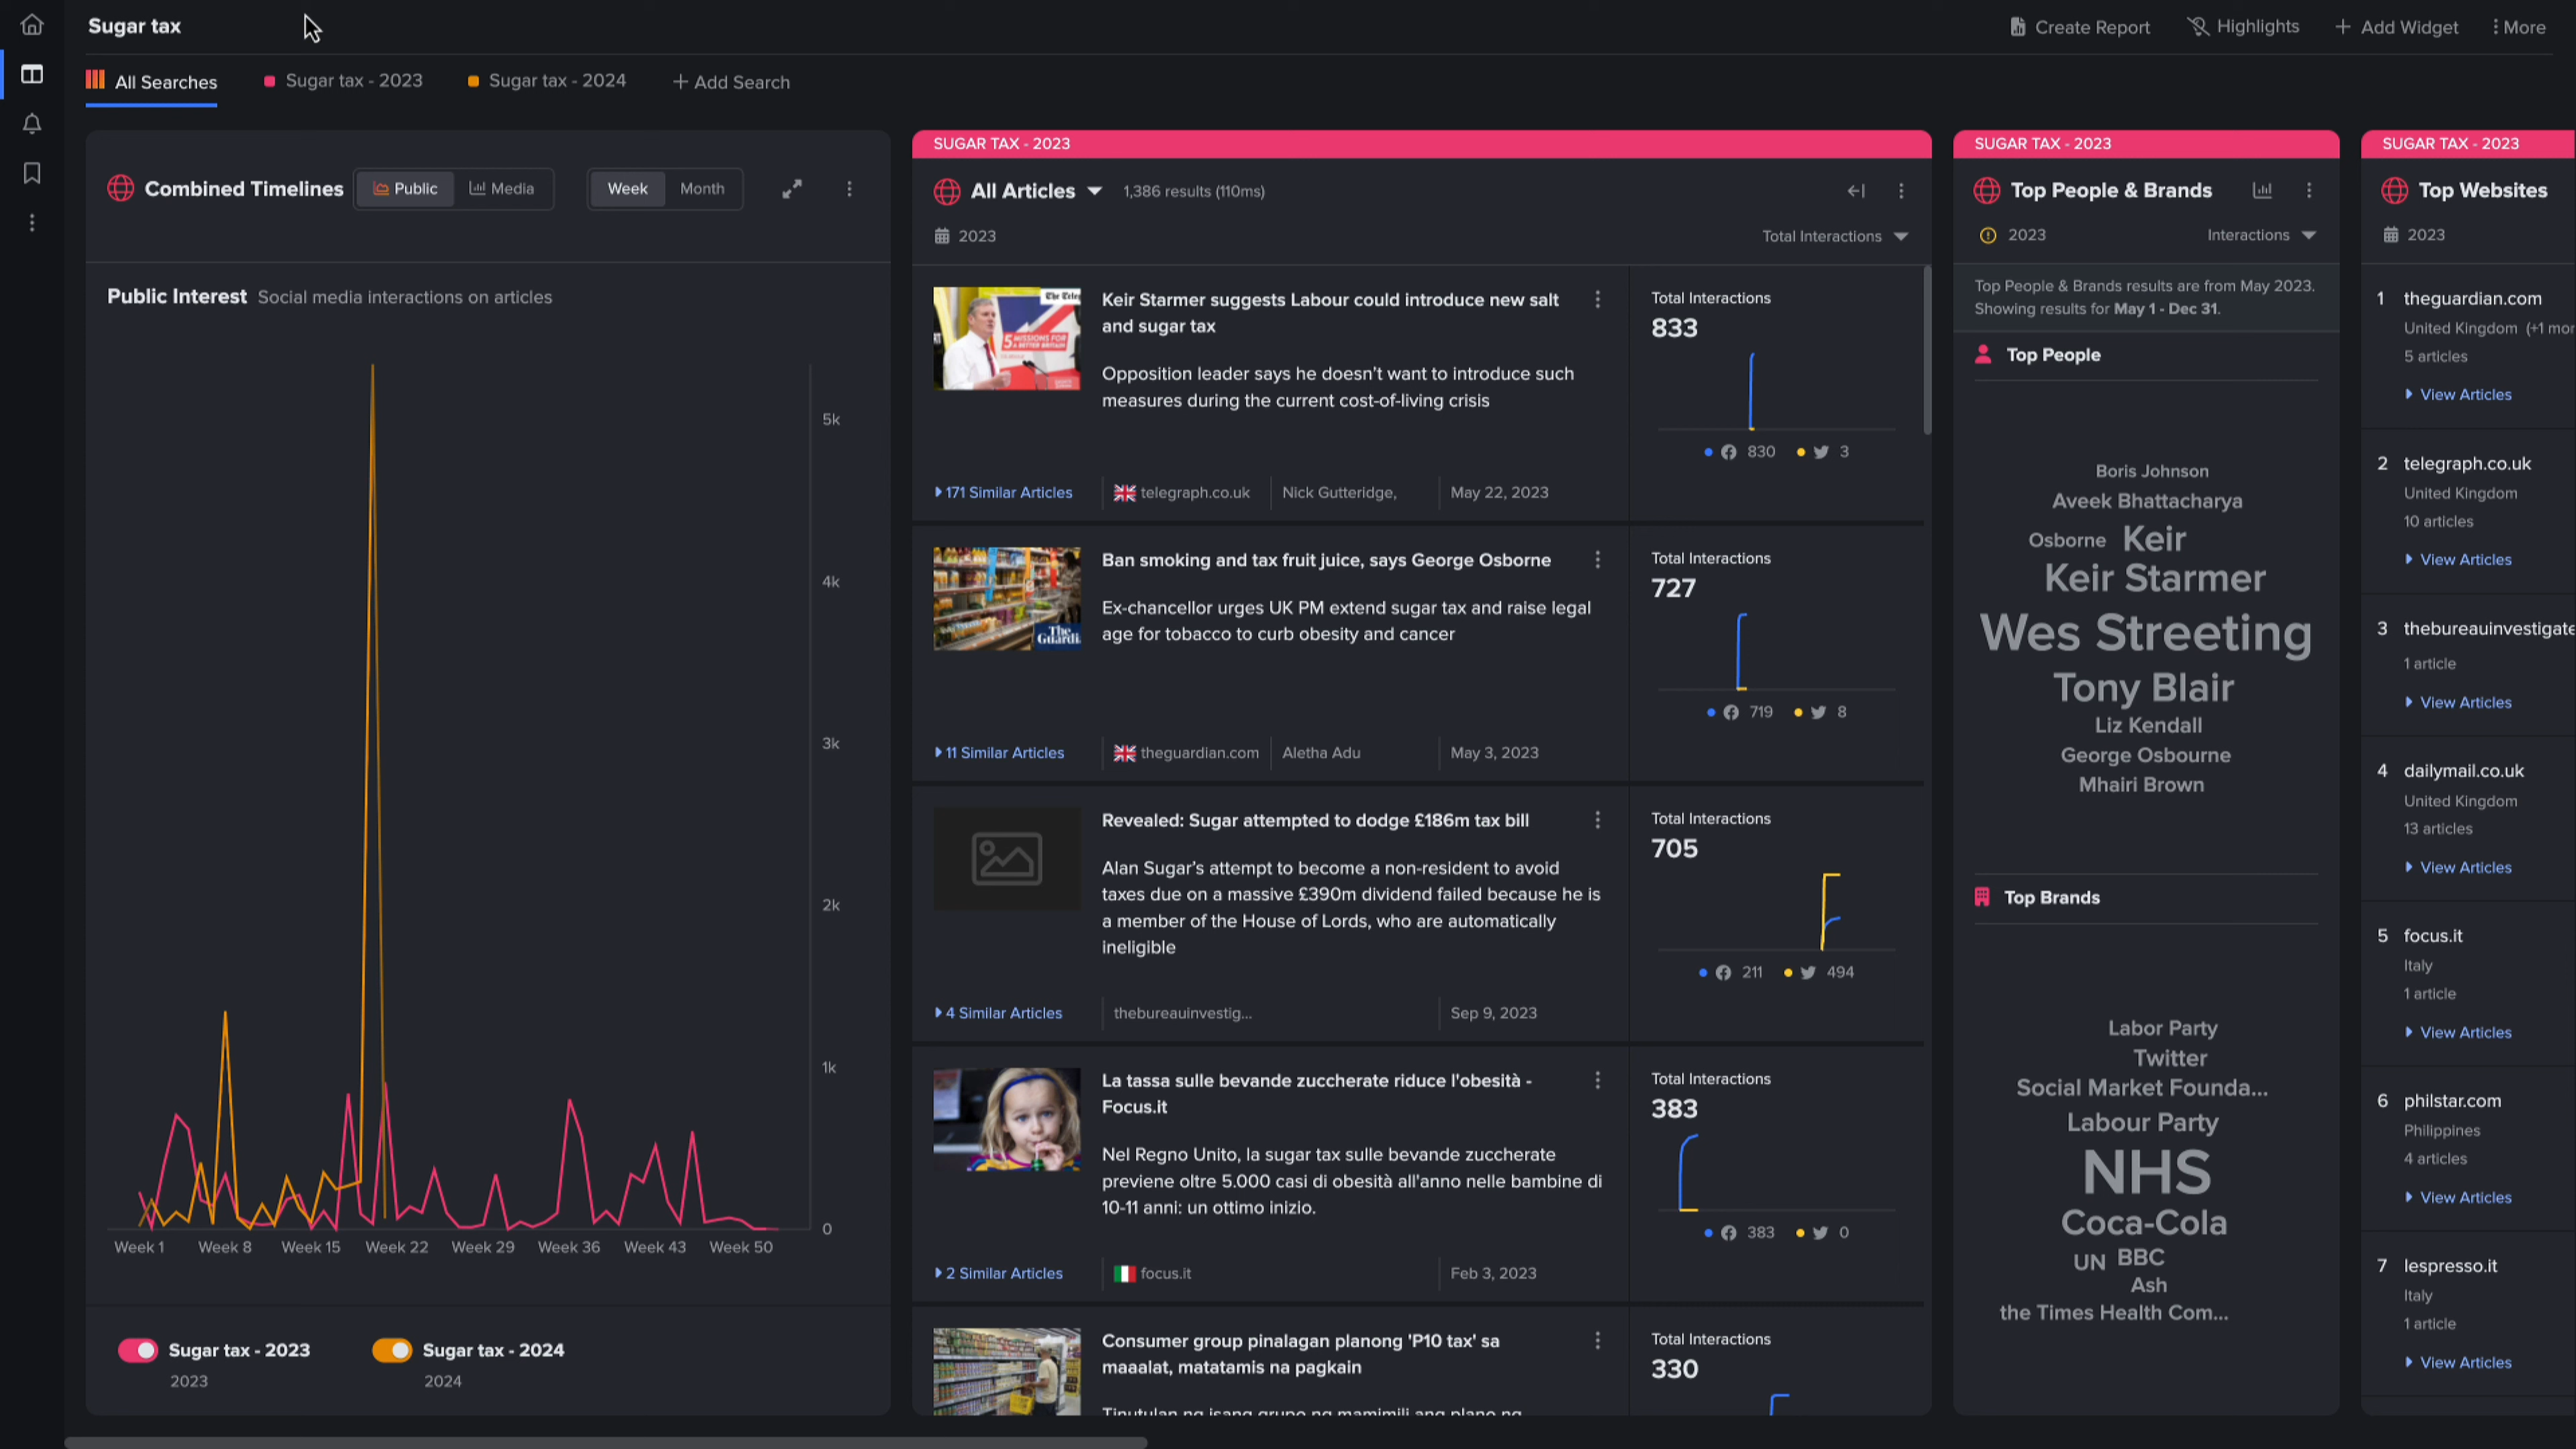 Sugar tax
Create Report
Highlights
Add Widget
More
All Searches
Sugar tax - 2023
Sugar tax - 2024
+ Add Search
Combined Timelines
Public
Media
Week
Month
Public Interest Social media interactions on articles
5k
4k
3k
2k
1k
0
Week 1
Week 8
Week 15
Week 22
Week 29
Week 36
Week 43
Week 50
Sugar tax - 2023
2023
Sugar tax - 2024
2024
SUGAR TAX - 2023
All Articles
1,386 results (110ms)
2023
Total Interactions
Keir Starmer suggests Labour could introduce new salt
and sugar tax
Opposition leader says he doesn't want to introduce such
measures during the current cost-of-living crisis
171 Similar Articles
telegraph.co.uk
Nick Gutteridge,
May 22, 2023
Total Interactions
833
830
3
5 MISSIONS FOR
A BETTER BRITAIN
Ban smoking and tax fruit juice, says George Osborne
Ex-chancellor urges UK PM extend sugar tax and raise legal
age for tobacco to curb obesity and cancer
11 Similar Articles
theguardian.com
Aletha Adu
May 3, 2023
Total Interactions
727
719
8
The
Guardi
Revealed: Sugar attempted to dodge £186m tax bill
Alan Sugar's attempt to become a non-resident to avoid
taxes due on a massive £390m dividend failed because he is
a member of the House of Lords, who are automatically
ineligible
4 Similar Articles
thebureauinvestig...
Sep 9, 2023
Total Interactions
705
211
494
La tassa sulle bevande zuccherate riduce l'obesità -
Focus.it
Nel Regno Unito, la sugar tax sulle bevande zuccherate
previene oltre 5.000 casi di obesità all'anno nelle bambine di
10-11 anni: un ottimo inizio.
2 Similar Articles
focus.it
Feb 3, 2023
Total Interactions
383
383
0
Consumer group pinalagan planong 'P10 tax' sa
maaalat, matatamis na pagkain
Tinutulan ng isang grupo ng mamimili ang plano ng
Total Interactions
330
SUGAR TAX - 2023
Top People & Brands
2023
Interactions
Top People & Brands results are from May 2023.
Showing results for May 1 - Dec 31.
Top People
Boris Johnson
Aveek Bhattacharya
Osborne Keir
Keir Starmer
Wes Streeting
Tony Blair
Liz Kendall
George Osbourne
Mhairi Brown
Top Brands
Labor Party
Twitter
Social Market Founda...
Labour Party
NHS
Coca-Cola
UN BBC
Ash
the Times Health Com...
SUGAR TAX - 2023
Top Websites
2023
1 theguardian.com
United Kingdom (+1 mor
5 articles
View Articles
2 telegraph.co.uk
United Kingdom
10 articles
View Articles
3 thebureauinvestigate
1 article
View Articles
4 dailymail.co.uk
United Kingdom
13 articles
View Articles
5 focus.it
Italy
1 article
View Articles
6 philstar.com
Philippines
4 articles
View Articles
7 lespresso.it
Italy
1 article
View Articles